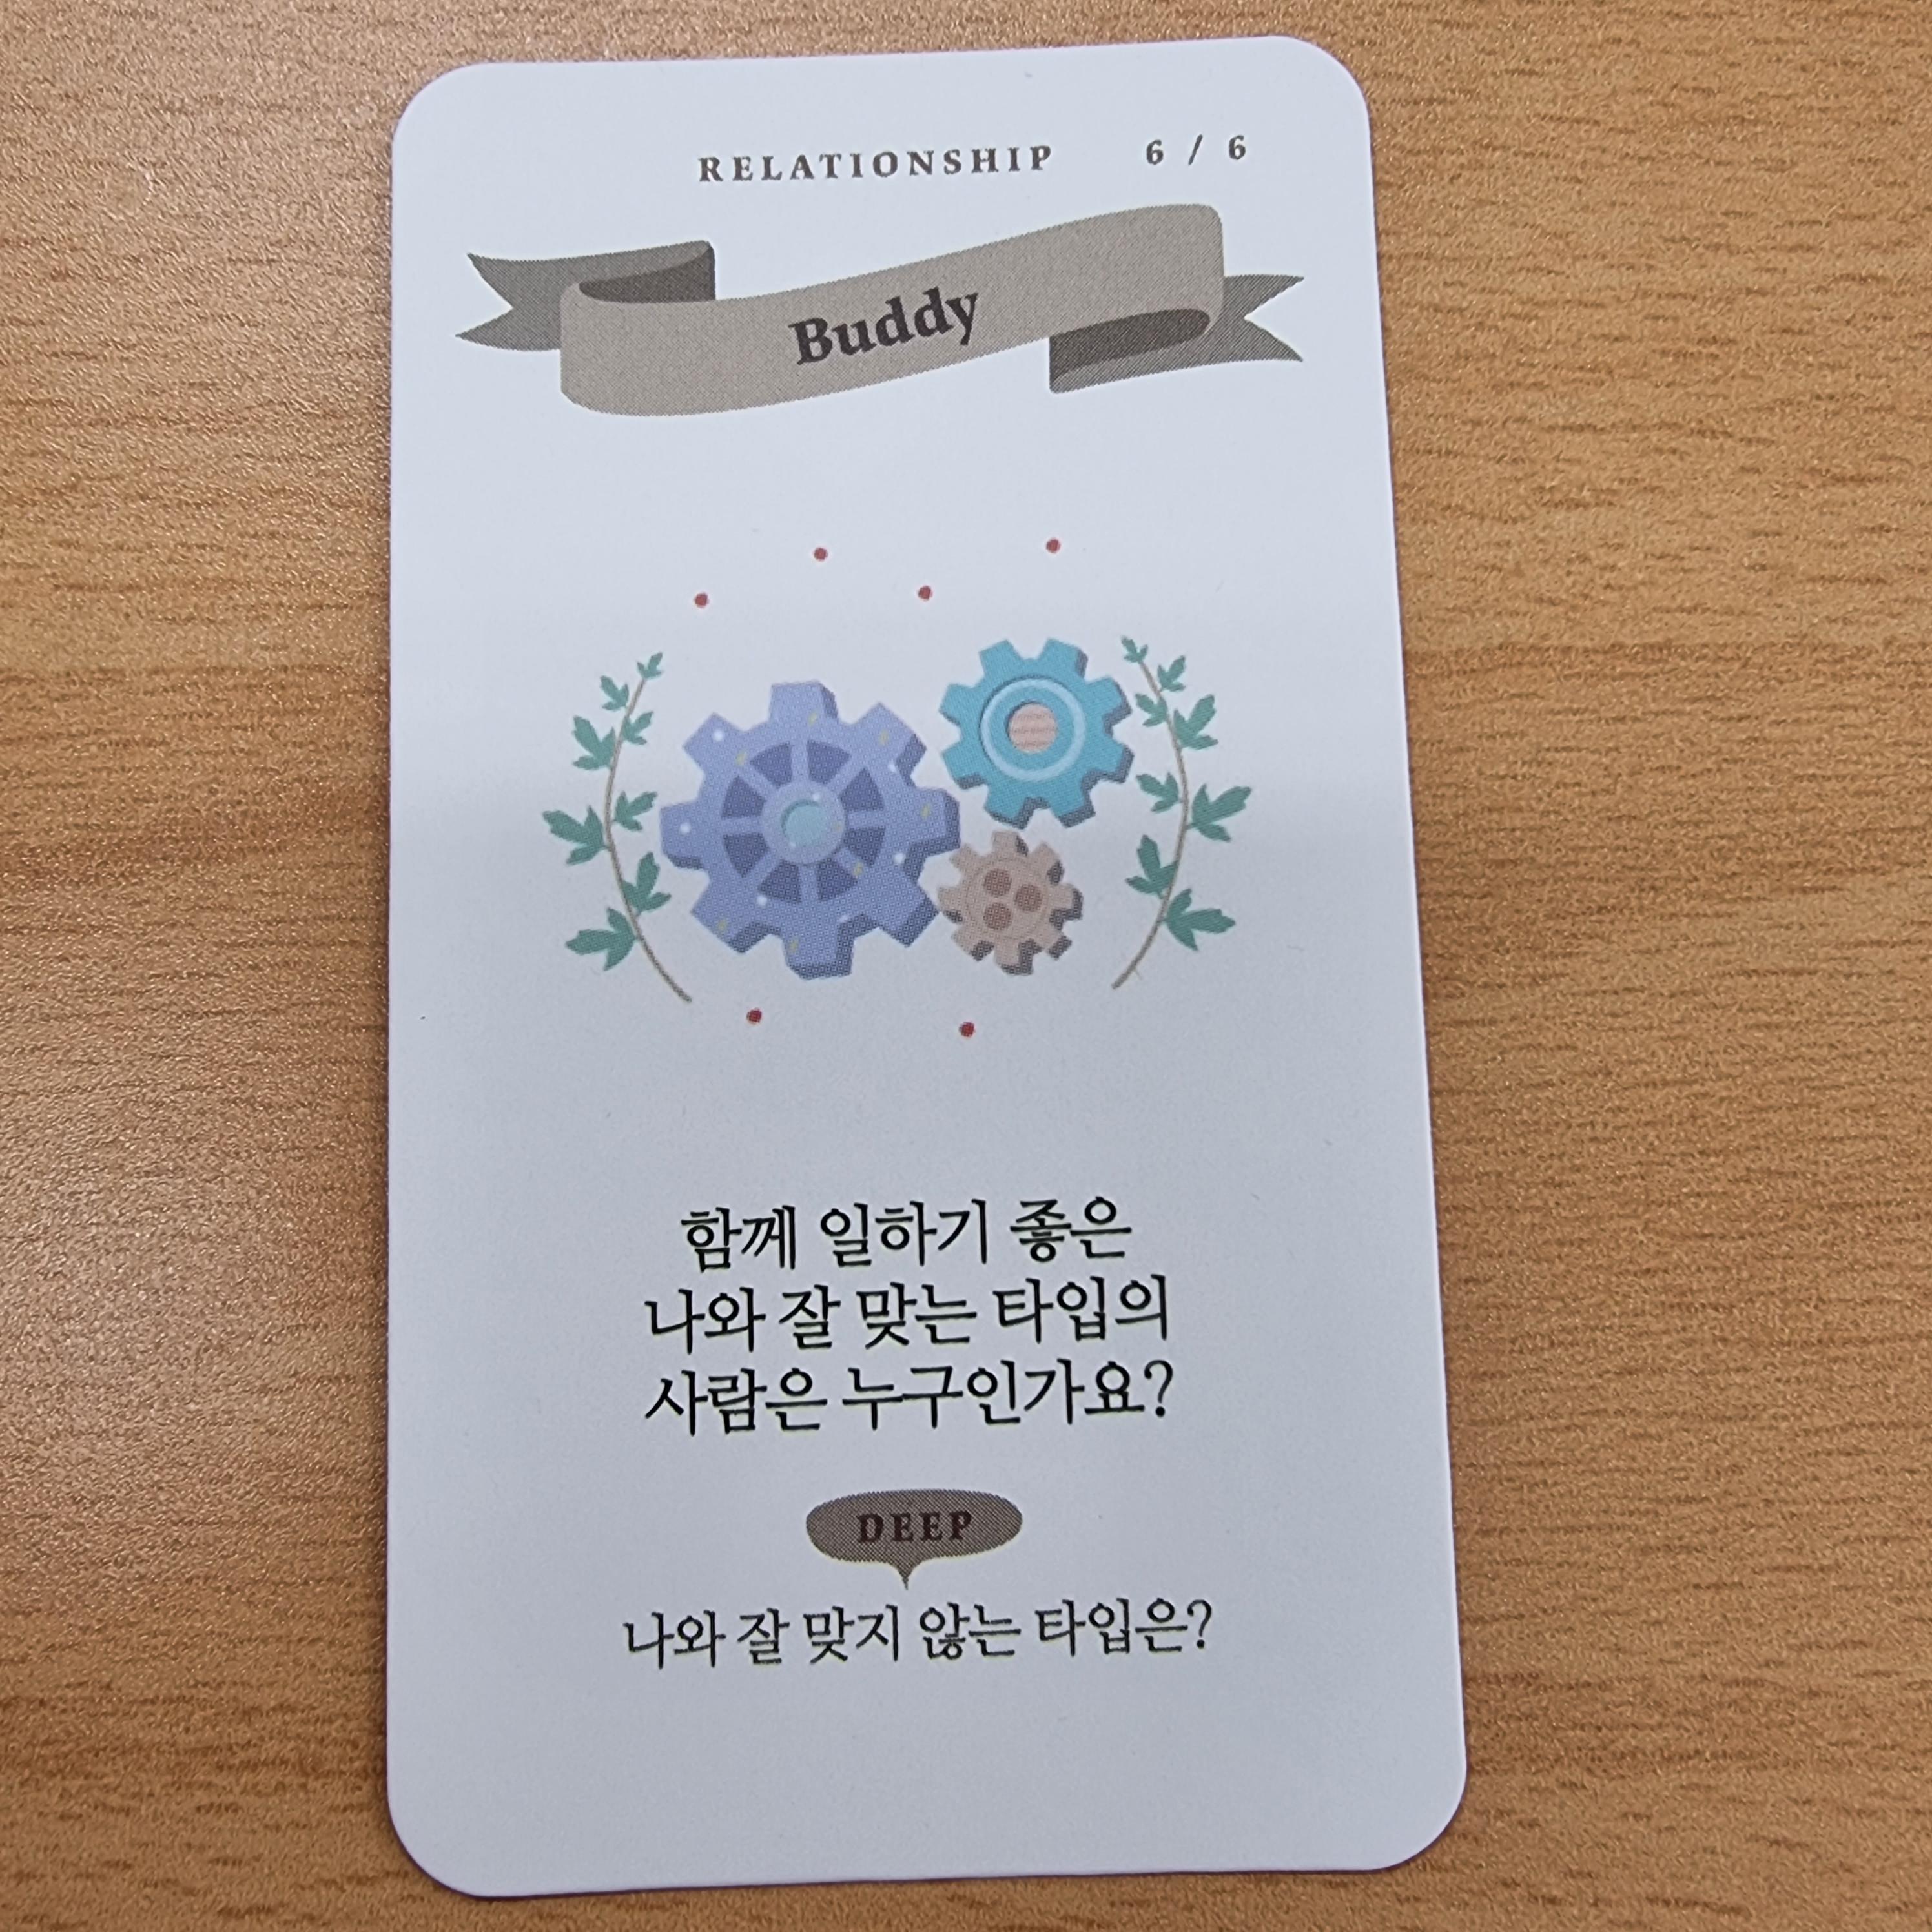 RELATIONSHIP 6 / 6
Buddy
함께 일하기 좋은
나와 잘 맞는 타입의
사람은 누구인가요?
DEEP
나와 잘 맞지 않는 타입은?